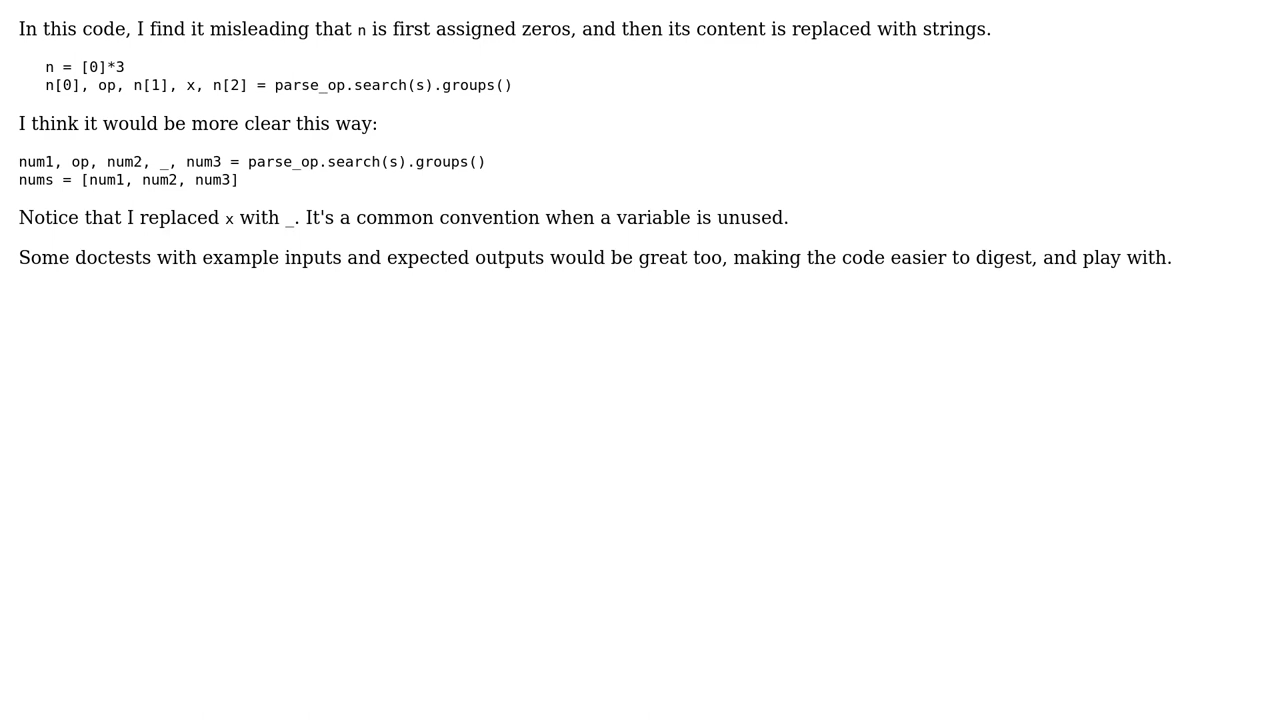 In this code, I find it misleading that n is first assigned zeros, and then its content is replaced with strings.
n = [0]*3
n[0], op, n[1], x, n[2] = parse_op.search(s).groups()
I think it would be more clear this way:
num1, op, num2, _, num3 = parse_op.search(s).groups()
nums = [num1, num2, num3]
Notice that I replaced x with _. It's a common convention when a variable is unused.
Some doctests with example inputs and expected outputs would be great too, making the code easier to digest, and play with.